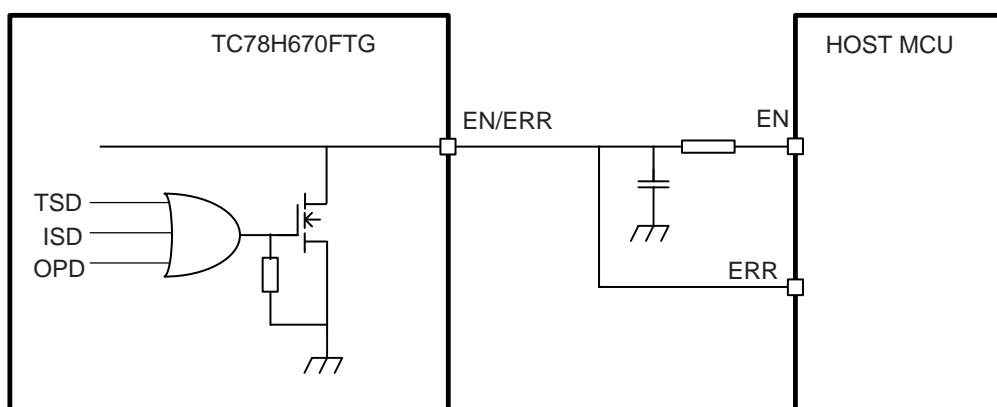 TC78H670FTG
HOST MCU
EN/ERR
EN
TSD
ISD
OPD
ERR